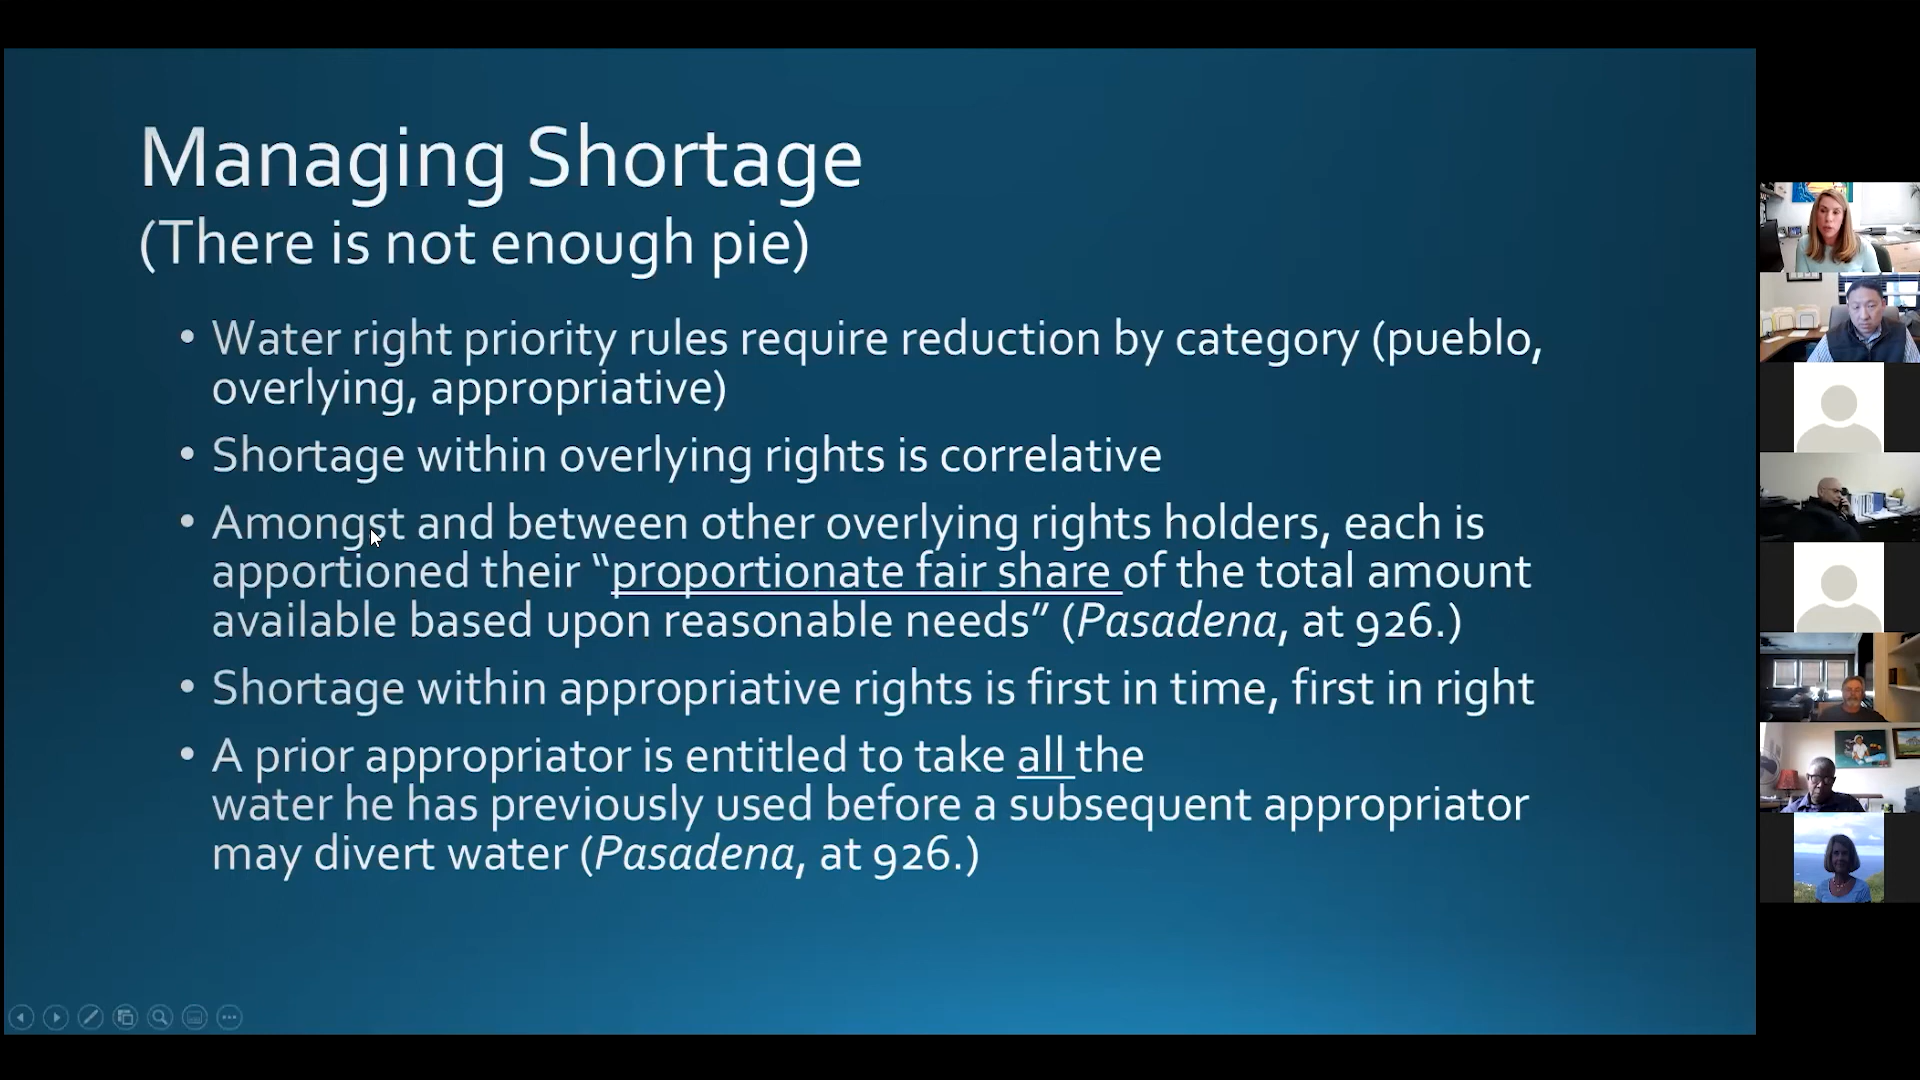 Managing Shortage
(There is not enough pie)
• Water right priority rules require reduction by category (pueblo,
overlying, appropriative)
• Shortage within overlying rights is correlative
• Amongst and between other overlying rights holders, each is
apportioned their “proportionate fair share of the total amount
available based upon reasonable needs” (Pasadena, at 926.)
• Shortage within appropriative rights is first in time, first in right
• A prior appropriator is entitled to take all the
water he has previously used before a subsequent appropriator
may divert water (Pasadena, at 926.)